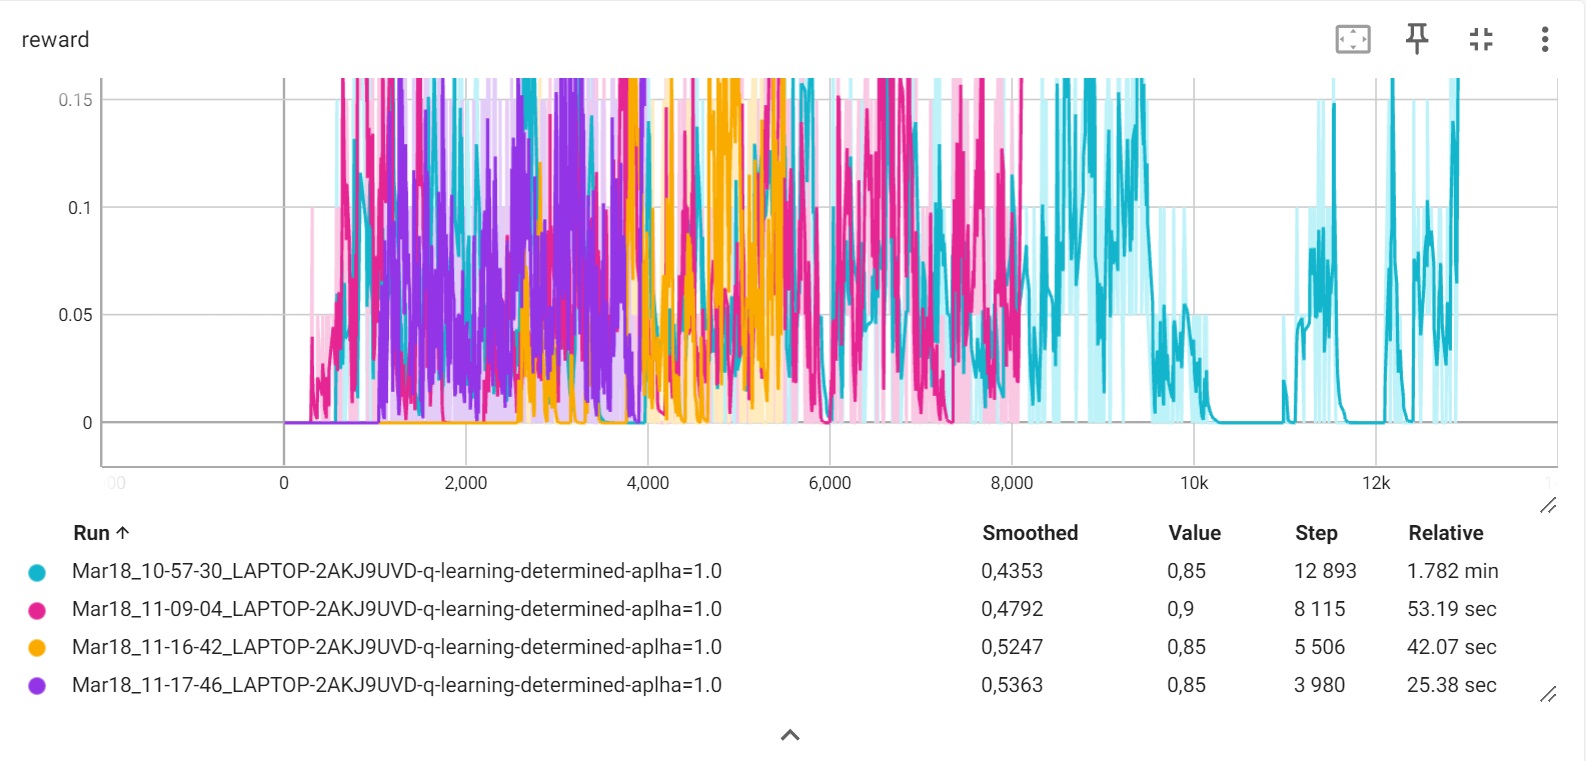 reward
0.15
0.1
0.05
0
00 0 2,000 4,000 6,000 8,000 10k 12k 1
Run ↑ Smoothed Value Step Relative
Mar18_10-57-30_LAPTOP-2AKJ9UVD-q-learning-determined-aplha=1.0 0,4353 0,85 12 893 1.782 min
Mar18_11-09-04_LAPTOP-2AKJ9UVD-q-learning-determined-aplha=1.0 0,4792 0,9 8 115 53.19 sec
Mar18_11-16-42_LAPTOP-2AKJ9UVD-q-learning-determined-aplha=1.0 0,5247 0,85 5 506 42.07 sec
Mar18_11-17-46_LAPTOP-2AKJ9UVD-q-learning-determined-aplha=1.0 0,5363 0,85 3 980 25.38 sec